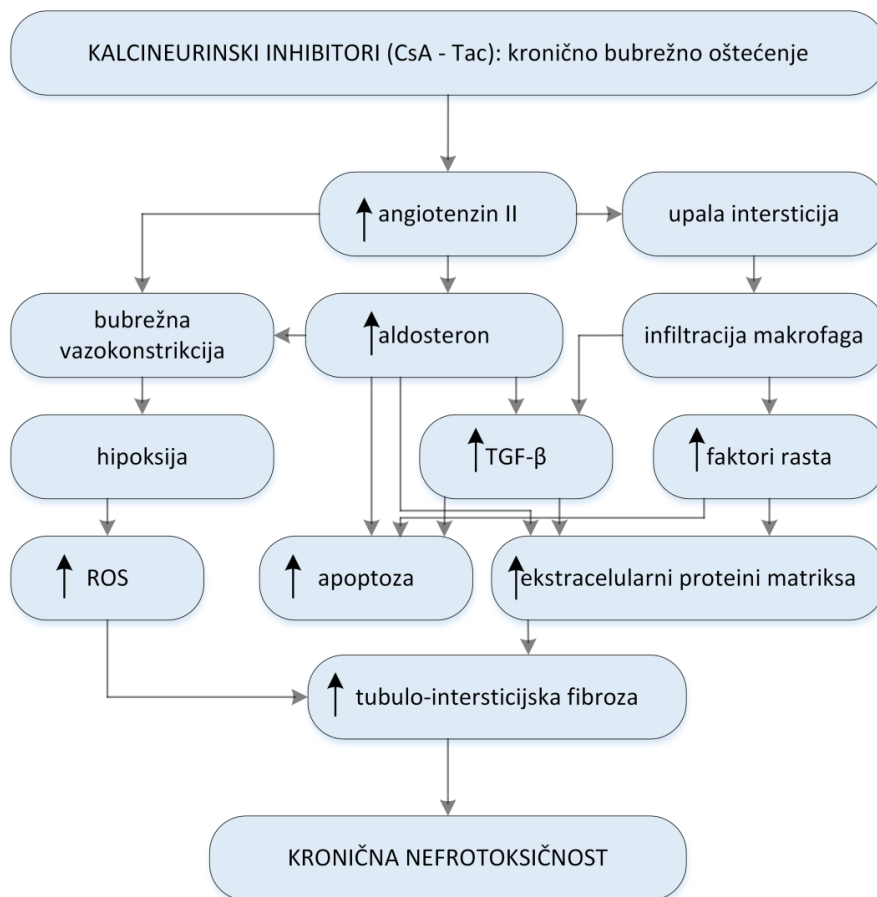 KALCINEURINSKI INHIBITORI (CsA - Tac): kronično bubrežno oštećenje
angiotenzin II
upala intersticija
bubrežna
vazokonstrikcija
aldosteron
infiltracija makrofaga
hipoksija
TGF-β
faktori rasta
ROS
apoptoza
ekstracelularni proteini matriksa
tubulo-intersticijska fibroza
KRONIČNA NEFROTOKSIČNOST